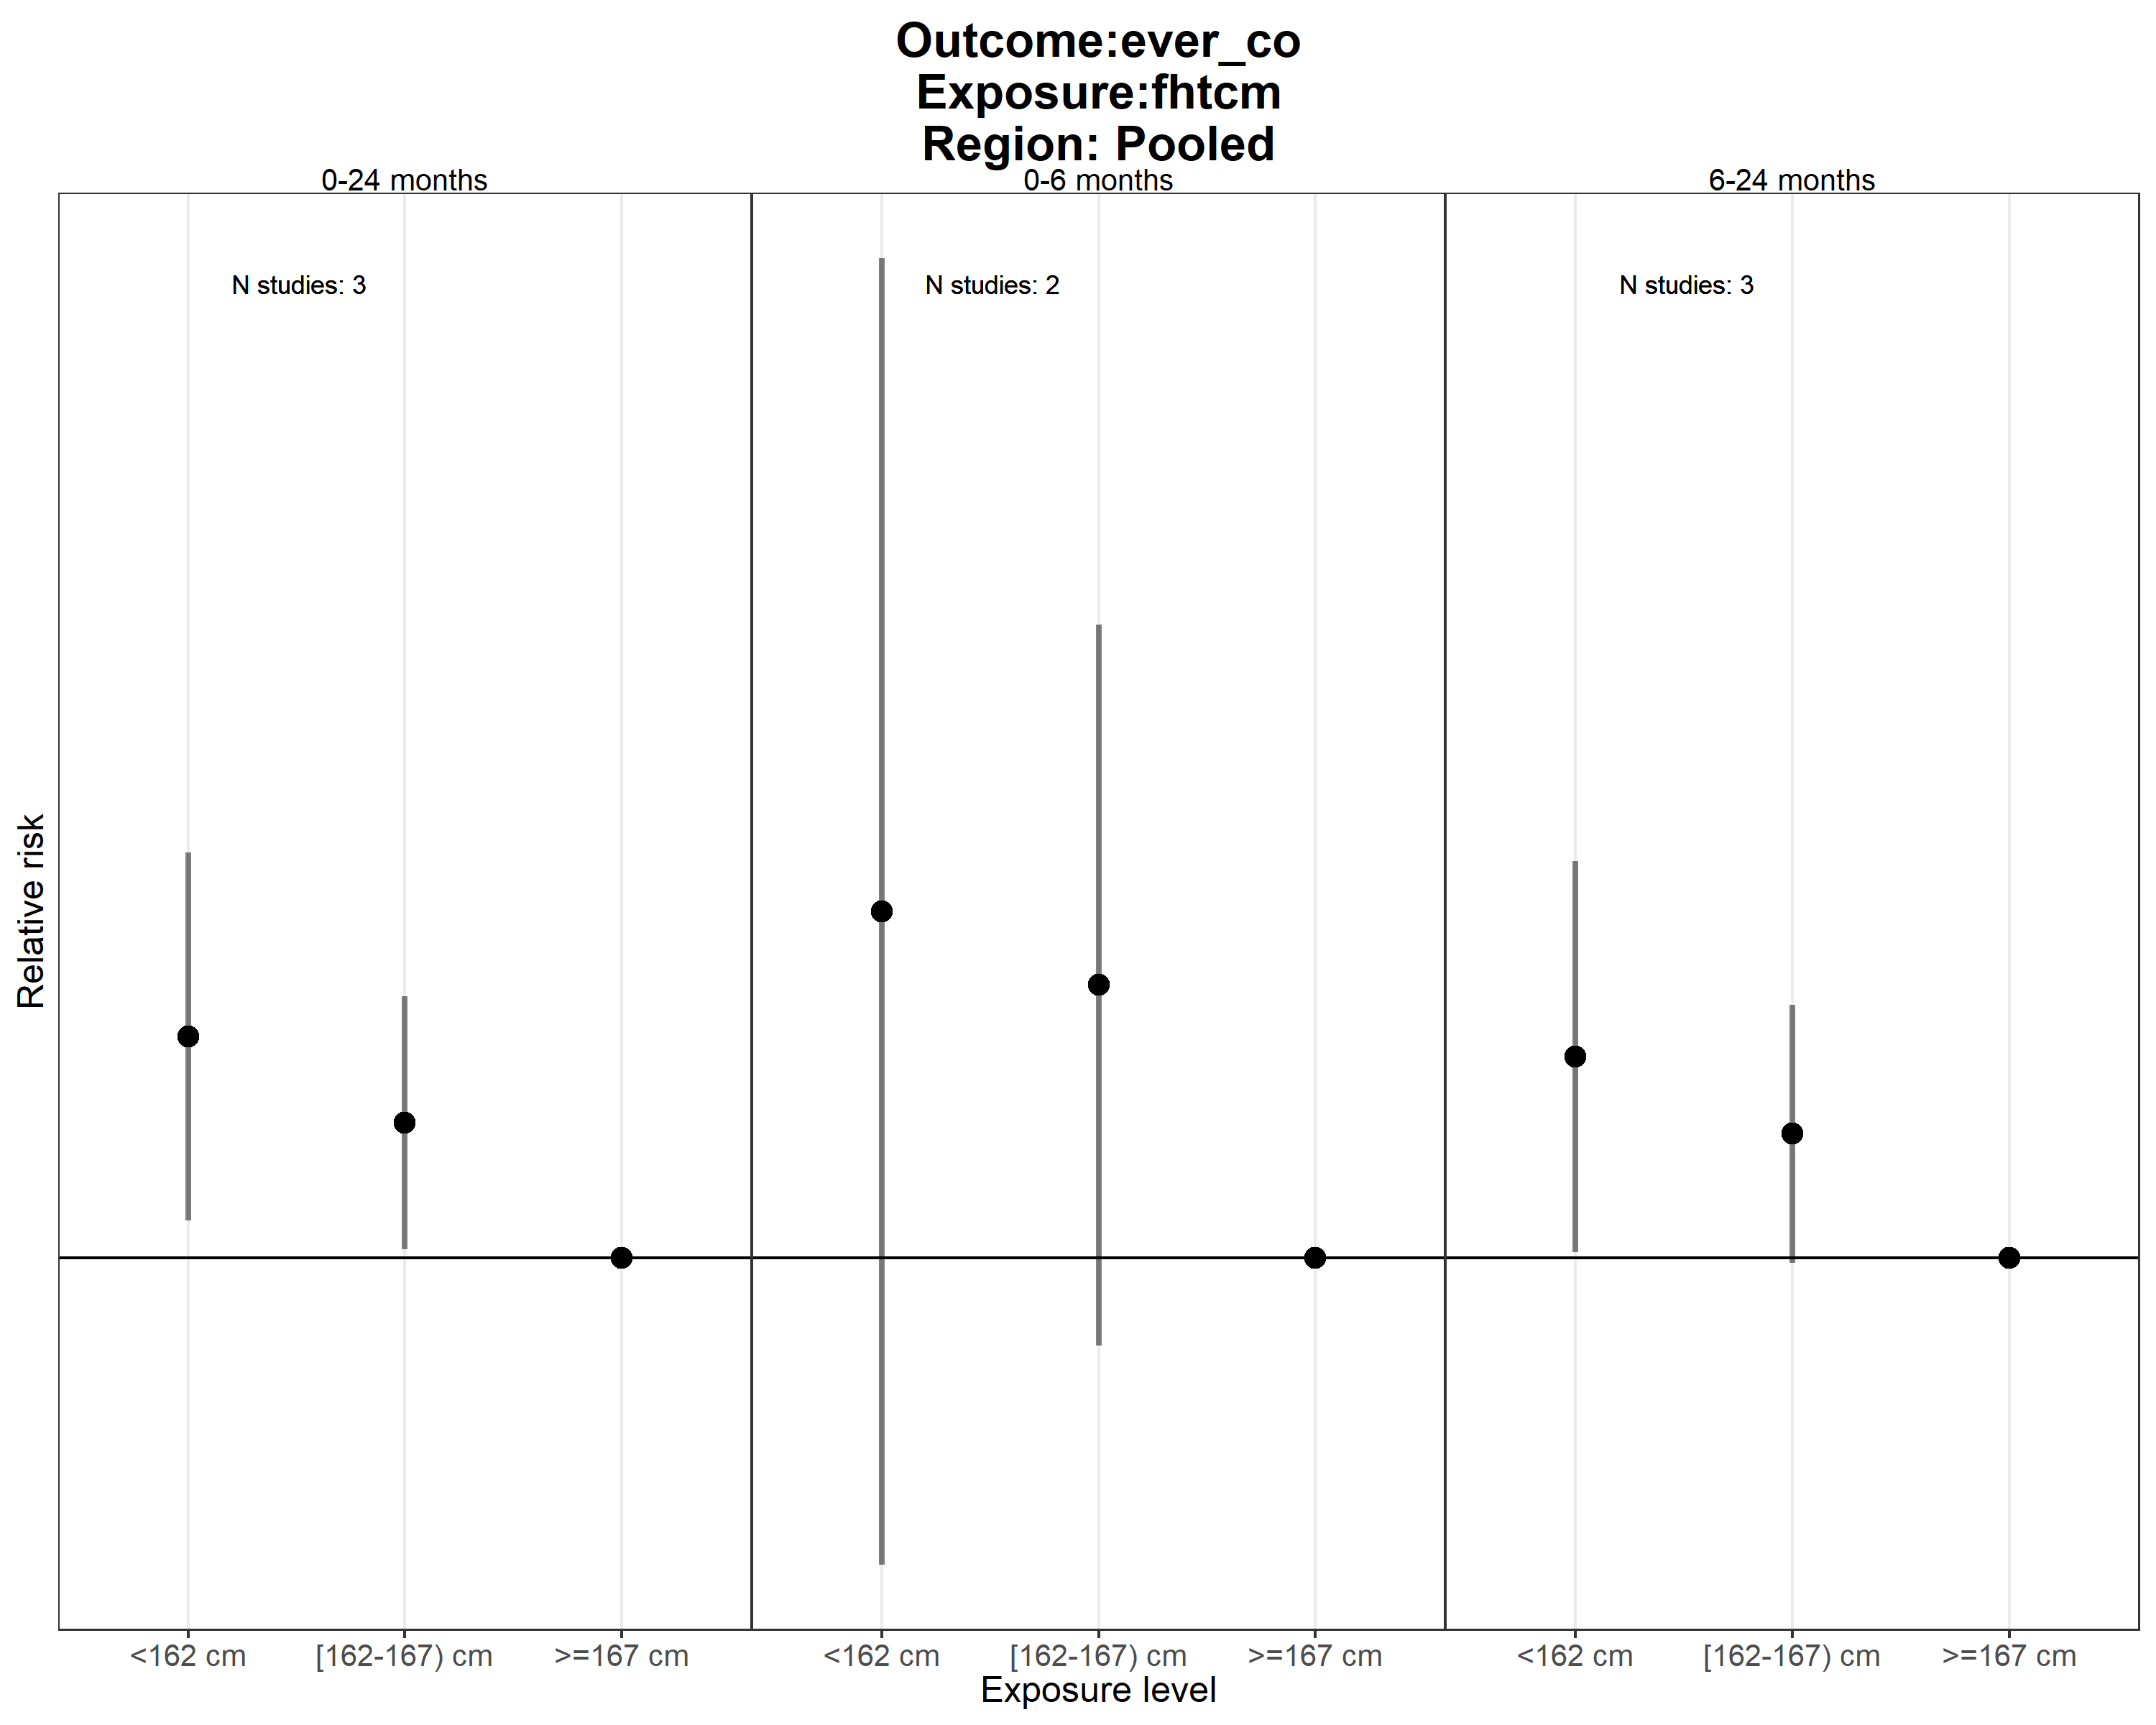 Outcome:ever_co
Exposure:fhtcm
Region: Pooled
0-24 months
0-6 months
6-24 months
N studies: 3
N studies: 2
N studies: 3
Relative risk
<162 cm
[162-167) cm
>=167 cm
<162 cm
[162-167) cm
>=167 cm
<162 cm
[162-167) cm
>=167 cm
Exposure level